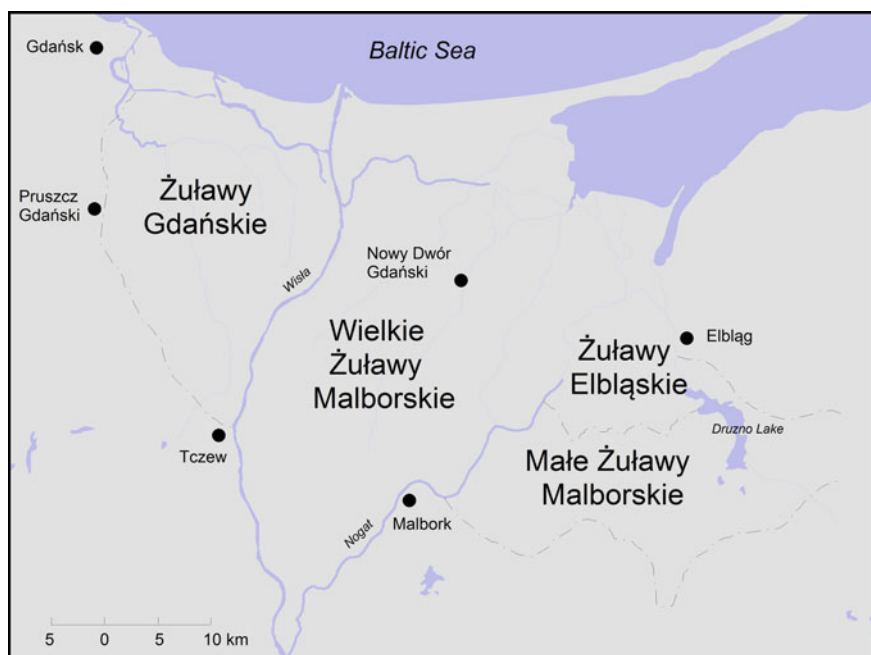 Gdańsk
Baltic Sea
Pruszcz
Gdański
Żuławy
Gdańskie
Wisła
Nowy Dwór
Gdański
Wielkie
Żuławy
Malborskie
Żuławy
Elbląskie
Elbląg
Druzno Lake
Tczew
Małe Żuławy
Malborskie
Nogat
Malbork
5 0 5 10 km